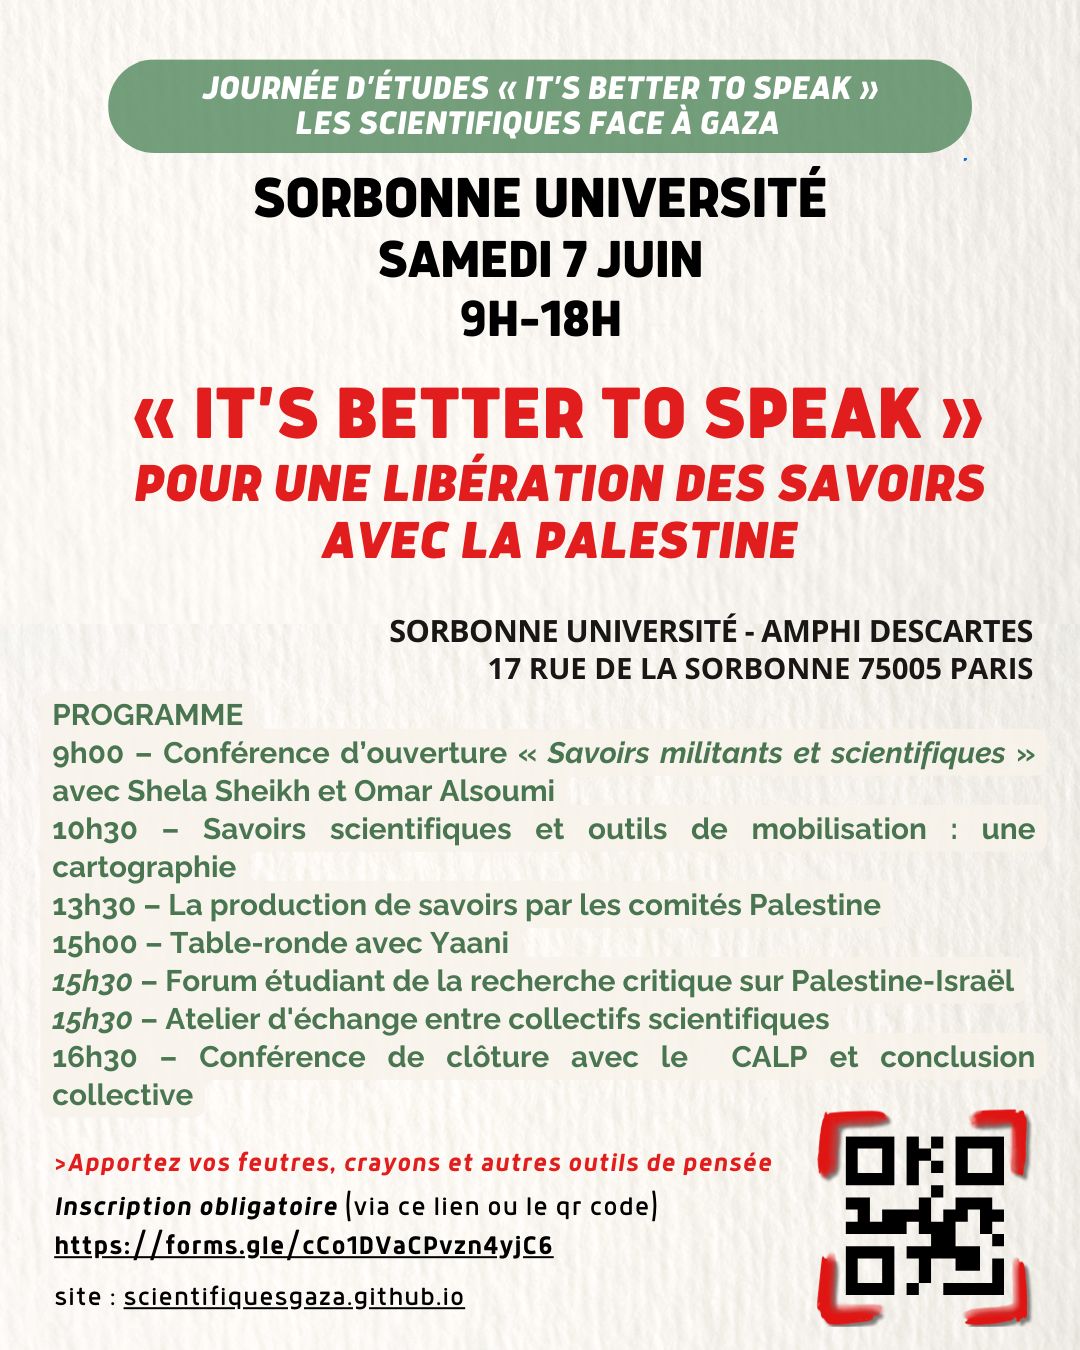 JOURNÉE D'ÉTUDES « IT'S BETTER TO SPEAK »
LES SCIENTIFIQUES FACE À GAZA
SORBONNE UNIVERSITÉ
SAMEDI 7 JUIN
9H-18H
« IT'S BETTER TO SPEAK »
POUR UNE LIBÉRATION DES SAVOIRS
AVEC LA PALESTINE
SORBONNE UNIVERSITÉ - AMPHI DESCARTES
17 RUE DE LA SORBONNE 75005 PARIS
PROGRAMME
9h00 – Conférence d'ouverture « Savoirs militants et scientifiques »
avec Shela Sheikh et Omar Alsoumi
10h30 – Savoirs scientifiques et outils de mobilisation : une
cartographie
13h30 – La production de savoirs par les comités Palestine
15h00 – Table-ronde avec Yaani
15h30 – Forum étudiant de la recherche critique sur Palestine-Israël
15h30 – Atelier d'échange entre collectifs scientifiques
16h30 – Conférence de clôture avec le CALP et conclusion
collective
>Apportez vos feutres, crayons et autres outils de pensée
Inscription obligatoire (via ce lien ou le qr code)
https://forms.gle/cCo1DVaCPvzn4yjC6
site : scientifiquesgaza.github.io